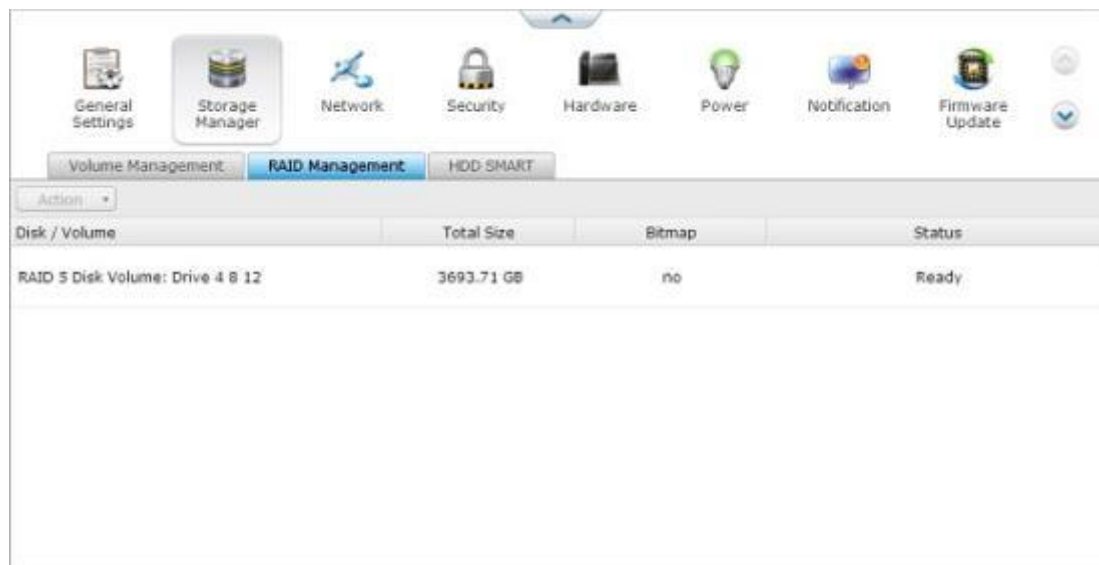 General Settings
Storage Manager
Network
Security
Hardware
Power
Notification
Firmware Update
Volume Management
RAID Management
HDD SMART
Action
Disk / Volume
Total Size
Bitmap
Status
RAID 5 Disk Volume: Drive 4 8 12
3693.71 GB
no
Ready